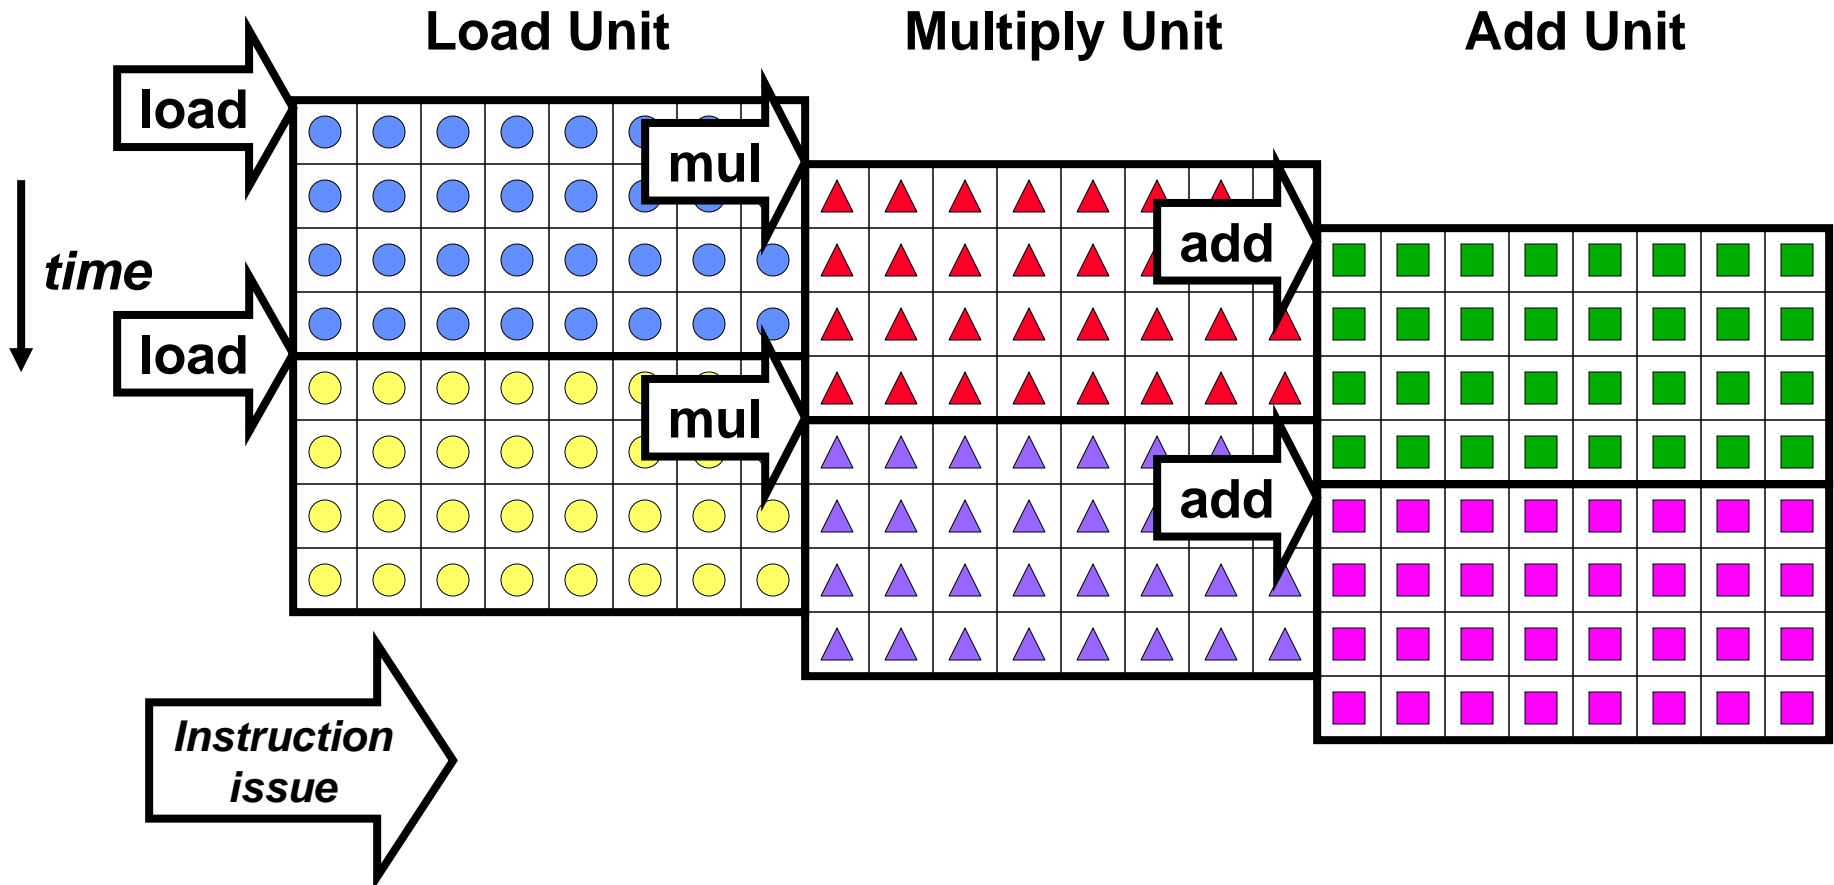 Load Unit
Multiply Unit
Add Unit
load
mul
add
time
load
mul
add
Instruction
issue